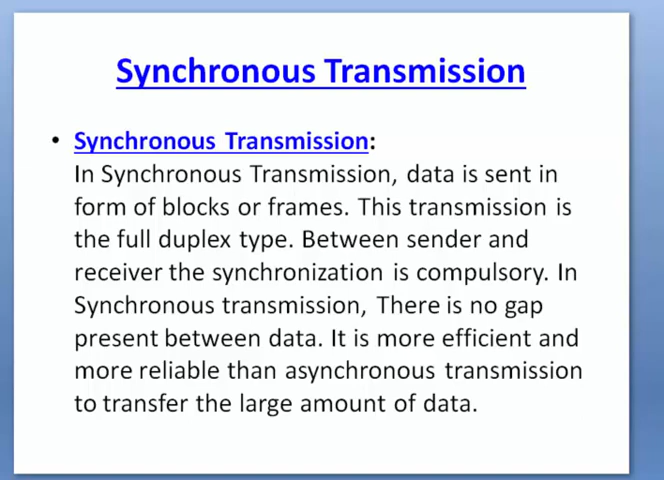 Synchronous Transmission
• Synchronous Transmission:
In Synchronous Transmission, data is sent in
form of blocks or frames. This transmission is
the full duplex type. Between sender and
receiver the synchronization is compulsory. In
Synchronous transmission, There is no gap
present between data. It is more efficient and
more reliable than asynchronous transmission
to transfer the large amount of data.